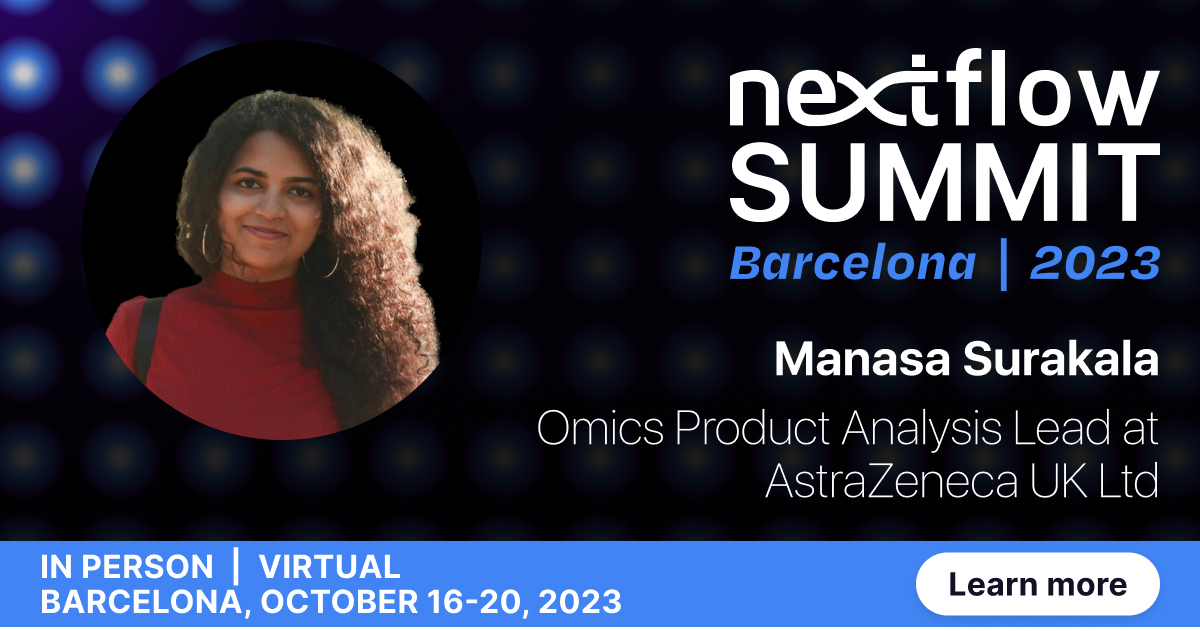 nextflow
SUMMIT
Barcelona | 2023
Manasa Surakala
Omics Product Analysis Lead at
AstraZeneca UK Ltd
IN PERSON | VIRTUAL
BARCELONA, OCTOBER 16-20, 2023
Learn more